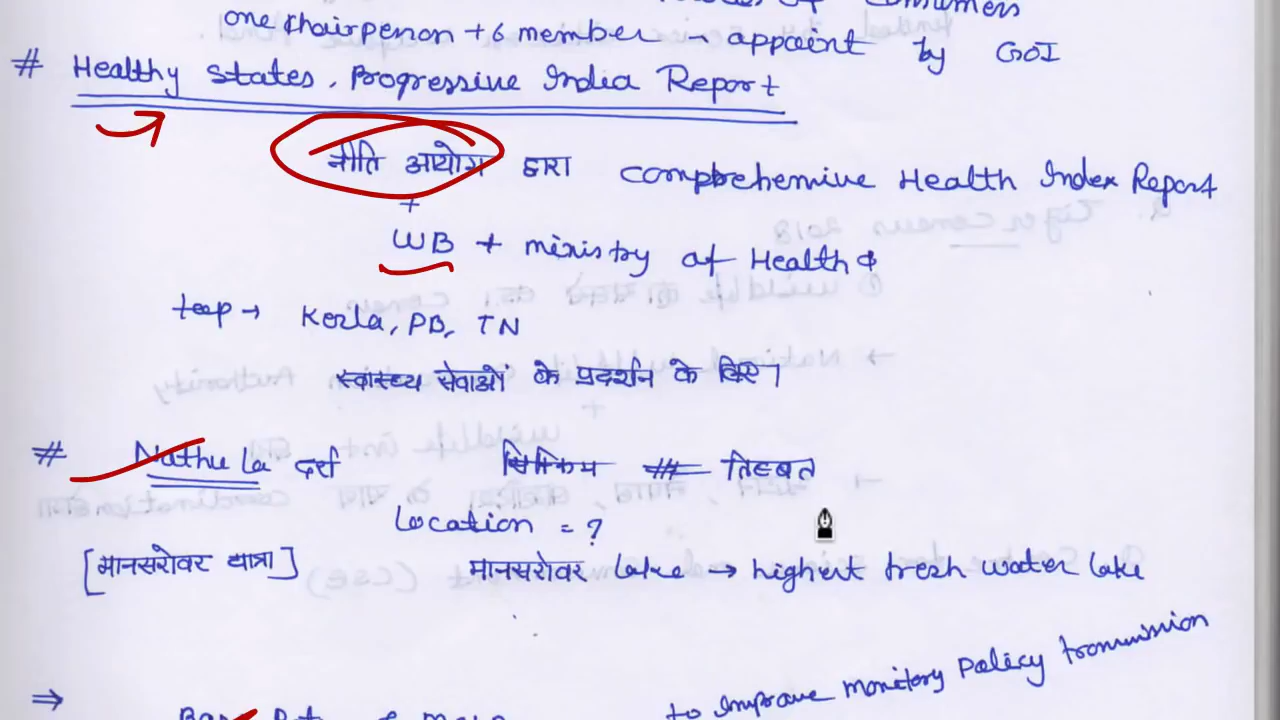 one chairperson + 6 member → appoint by GOI
# Healthy States, Progressive India Report
नीति आयोग द्वारा comprehensive Health Index Report
+
WB + ministry of Health &
top → Kerla, PB, TN
स्वास्थ्य सेवाओं के प्रदर्शन के लिए।
# Nathu La दर्रा सिक्किम तिब्बत
Location = ?
[मानसरोवर यात्रा] मानसरोवर lake → highest fresh water lake
⇒ to improve monitory policy transmission